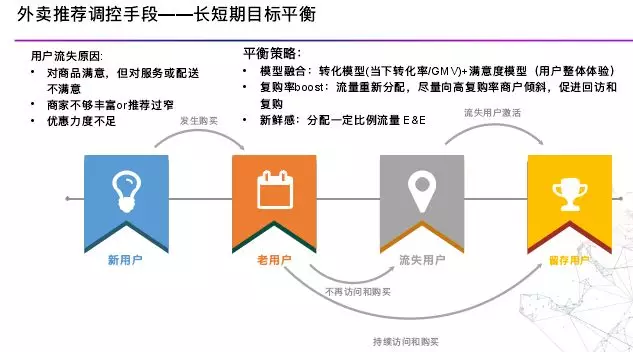 外卖推荐调控手段——长短期目标平衡
用户流失原因:
• 对商品满意，但对服务或配送
不满意
• 商家不够丰富or推荐过窄
• 优惠力度不足
平衡策略：
• 模型融合：转化模型(当下转化率/GMV)+满意度模型（用户整体体验）
• 复购率boost：流量重新分配，尽量向高复购率商户倾斜，促进回访和
复购
• 新鲜感：分配一定比例流量 E&E
发生购买
流失用户激活
新用户
老用户
流失用户
留存用户
不再访问和购买
持续访问和购买